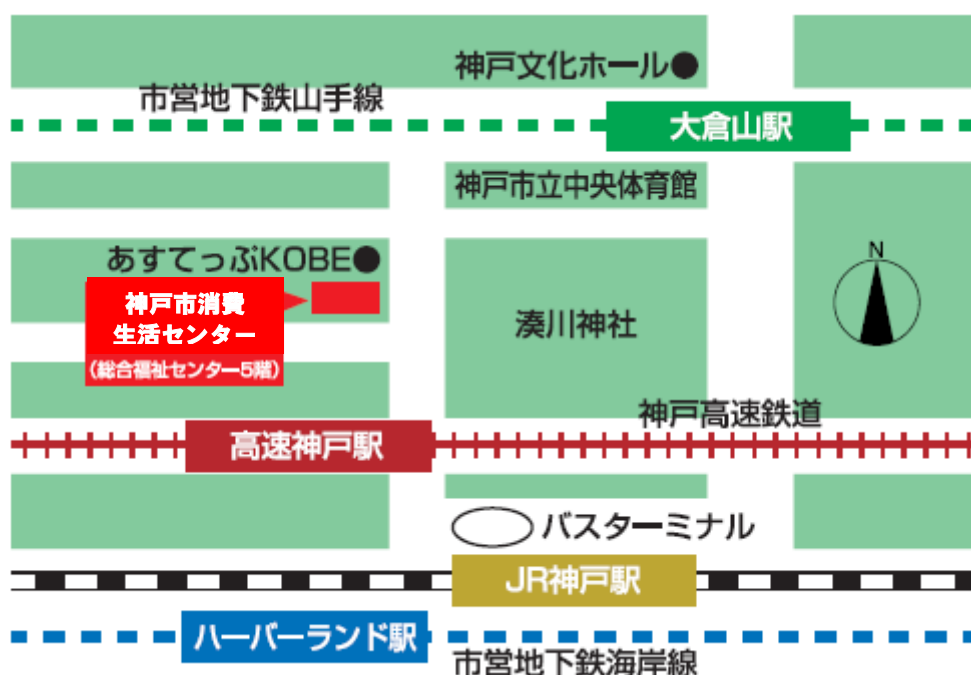 神戸文化ホール
市営地下鉄山手線
大倉山駅
神戸市立中央体育館
あすてっぷKOBE
N
神戸市消費
生活センター
(総合福祉センター5階)
湊川神社
神戸高速鉄道
高速神戸駅
バスターミナル
JR神戸駅
ハーバーランド駅
市営地下鉄海岸線